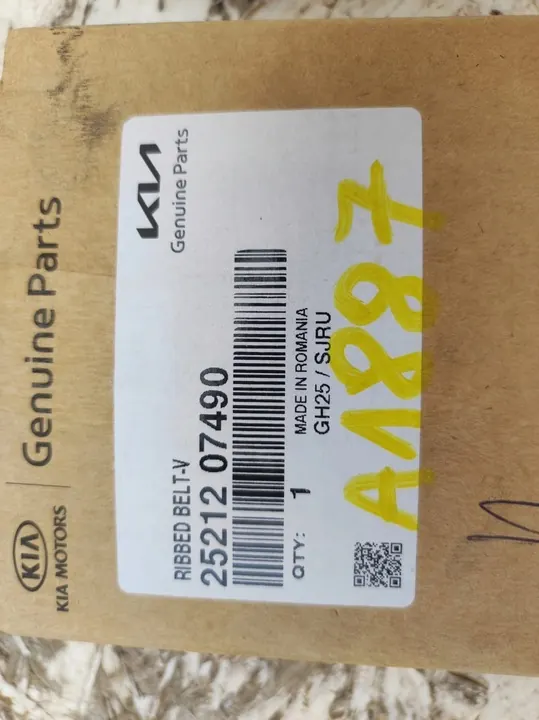 KIA
KIA MOTORS
Genuine Parts
KIA
Genuine Parts
RIBBED BELT-V
25212 07490
QTY: 1
MADE IN ROMANIA
GH25 / SJRU
A1887